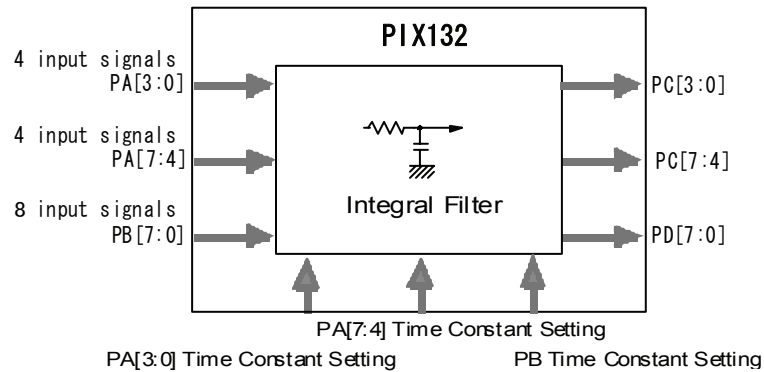 PIX132
4 input signals
PA[3:0]
PC[3:0]
4 input signals
PA[7:4]
PC[7:4]
Integral Filter
8 input signals
PB[7:0]
PD[7:0]
PA[7:4] Time Constant Setting
PA[3:0] Time Constant Setting
PB Time Constant Setting